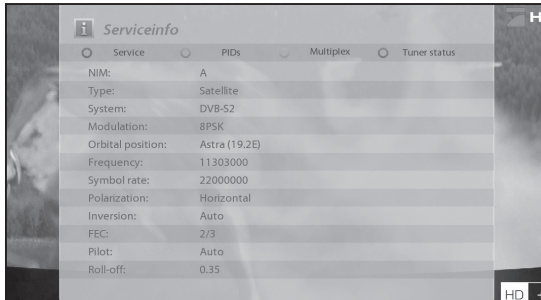 H
i Serviceinfo
Service PIDs Multiplex Tuner status
NIM: A
Type: Satellite
System: DVB-S2
Modulation: 8PSK
Orbital position: Astra (19.2E)
Frequency: 11303000
Symbol rate: 22000000
Polarization: Horizontal
Inversion: Auto
FEC: 2/3
Pilot: Auto
Roll-off: 0.35
HD